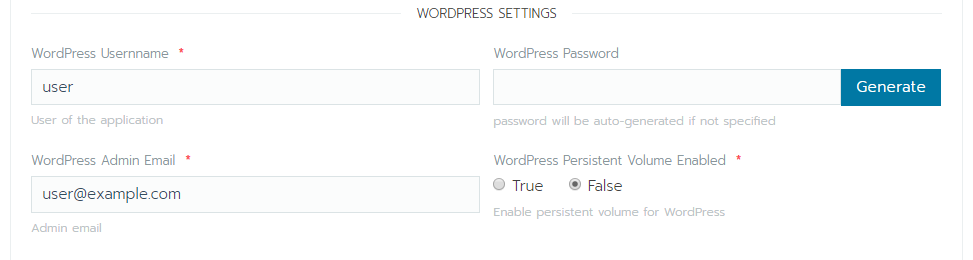 WORDPRESS SETTINGS
WordPress Usernname *
WordPress Password
user
Generate
User of the application
password will be auto-generated if not specified
WordPress Admin Email *
WordPress Persistent Volume Enabled *
user@example.com
True
False
Enable persistent volume for WordPress
Admin email